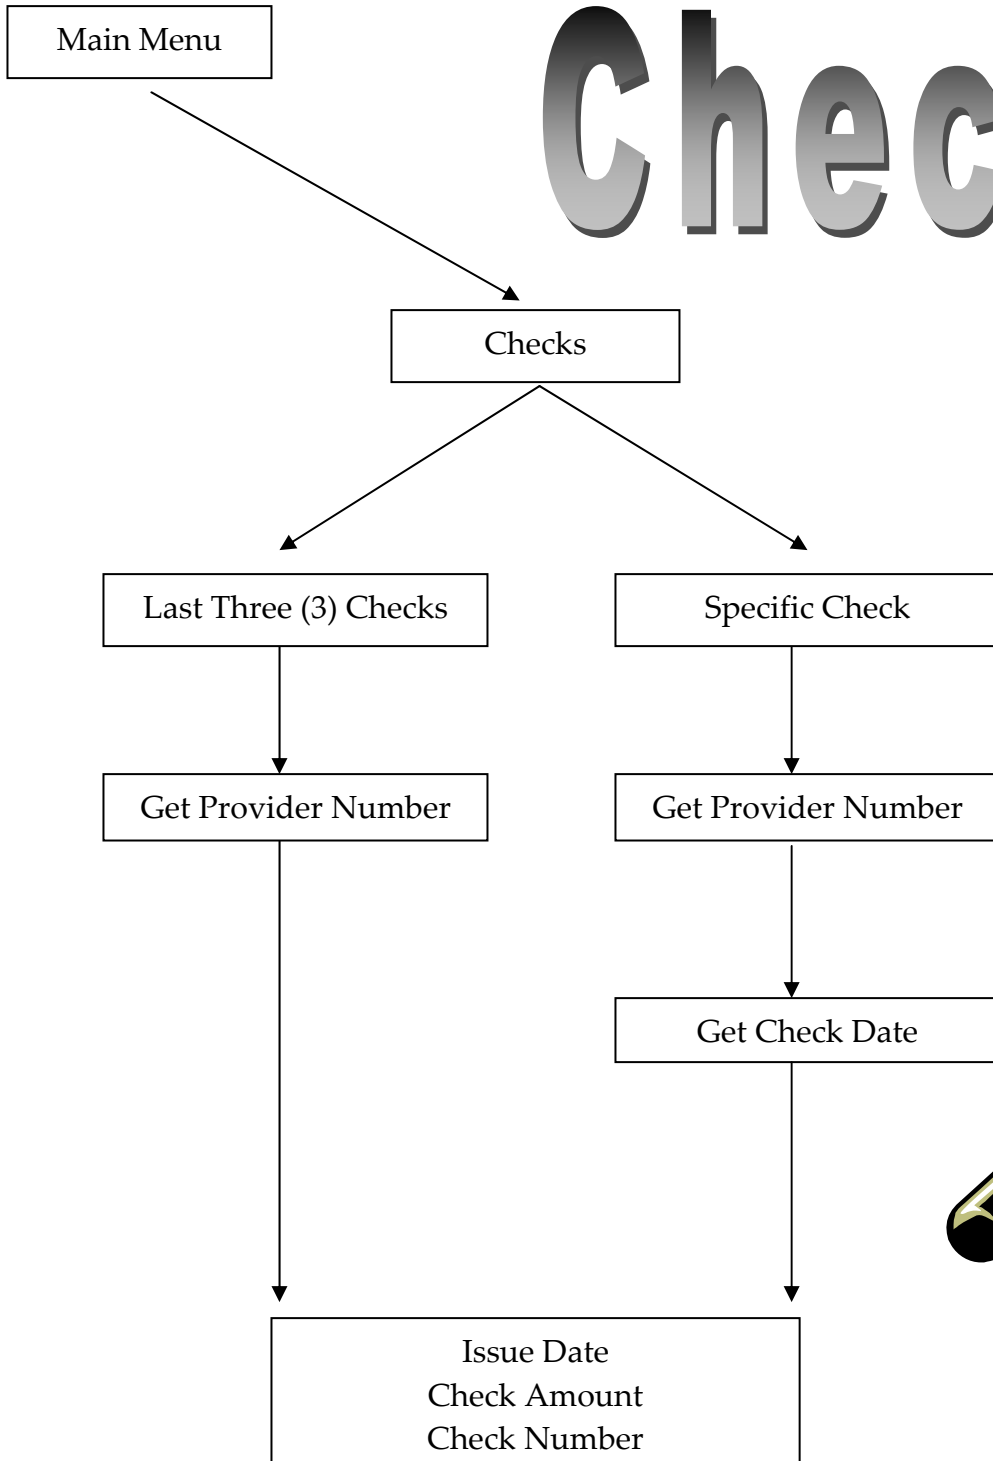 Main Menu
Chec
Checks
Last Three (3) Checks
Specific Check
Get Provider Number
Get Provider Number
Get Check Date
Issue Date
Check Amount
Check Number